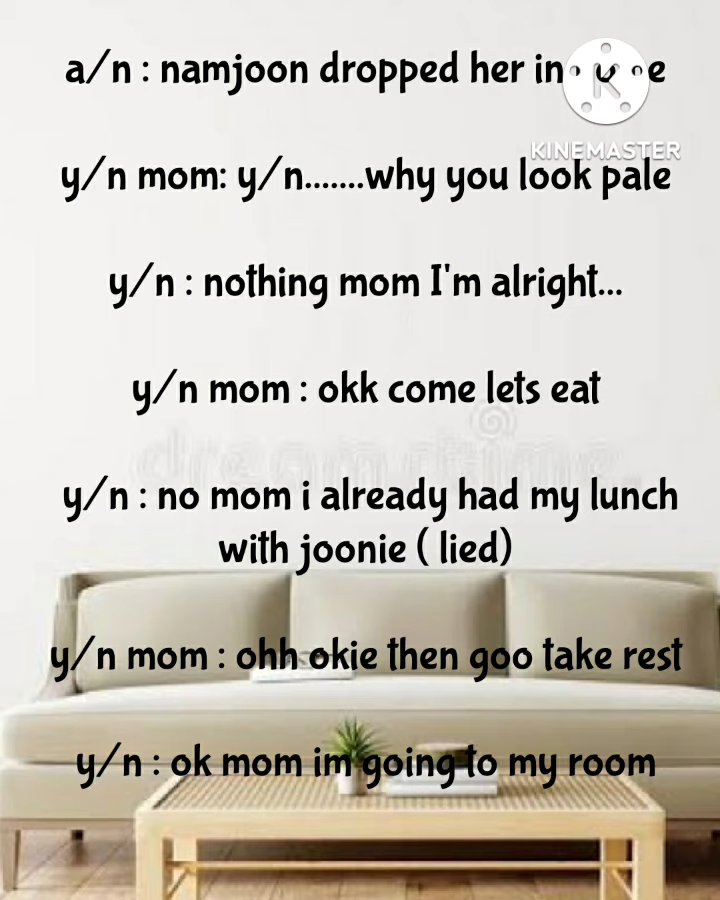 a/n : namjoon dropped her in
KINEMASTER
y/n mom: y/n.......why you look pale
y/n : nothing mom I'm alright...
y/n mom : okk come lets eat
dreamstime
y/n : no mom i already had my lunch
with joonie ( lied)
y/n mom : ohh okie then goo take rest
y/n : ok mom im going to my room